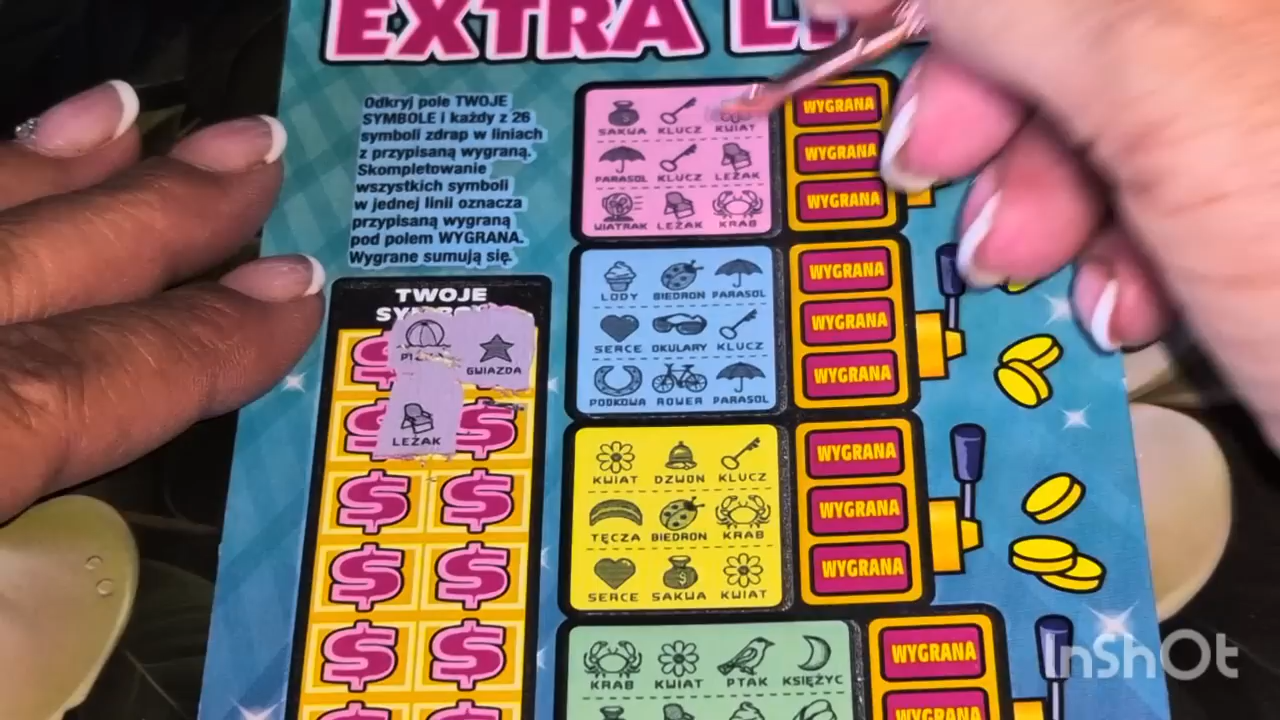 EXTRA
Odkryj pole TWOJE
SYMBOLE i każdy z 26
symboli zdrap w liniach
z przypisaną wygraną.
Skompletowanie
wszystkich symboli
w jednej linii oznacza
przypisaną wygraną
pod polem WYGRANA.
Wygrane sumują się.
TWOJE
GWIAZDA
LEŻAK
SAKWA KLUCZ KWIAT
PARASOL KLUCZ LEŻAK
WIATRAK LEŻAK KRAB
WYGRANA
WYGRANA
WYGRANA
LODY BIEDRON PARASOL
SERCE OKULARY KLUCZ
PODKOWA ROWER PARASOL
WYGRANA
WYGRANA
WYGRANA
KWIAT DZWON KLUCZ
TĘCZA BIEDRON KRAB
SERCE SAKWA KWIAT
WYGRANA
WYGRANA
WYGRANA
KRAB KWIAT PTAK KSIĘŻYC
WYGRANA
WYGRANA
InShOt